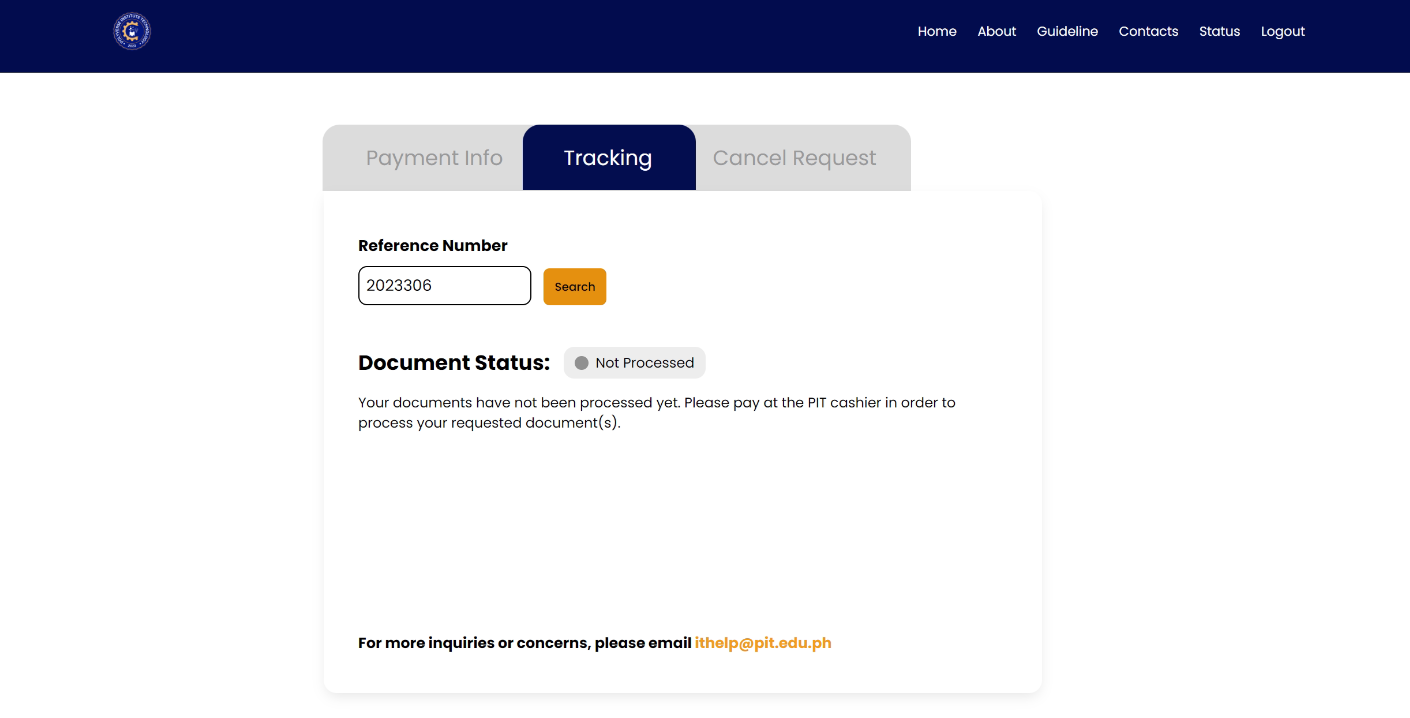 Home About Guideline Contacts Status Logout
Payment Info Tracking Cancel Request
Reference Number
2023306 Search
Document Status: Not Processed
Your documents have not been processed yet. Please pay at the PIT cashier in order to
process your requested document(s).
For more inquiries or concerns, please email ithelp@pit.edu.ph